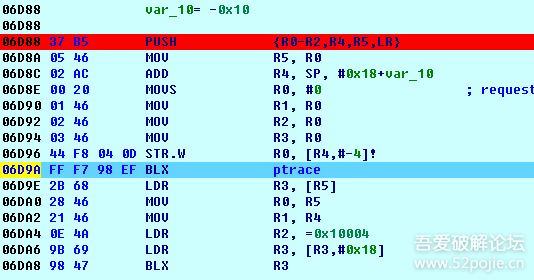 06D88 var_10= -0x10
06D88
06D88 37 B5 PUSH {R0-R2,R4,R5,LR}
06D8A 05 46 MOV R5, R0
06D8C 02 AC ADD R4, SP, #0x18+var_10
06D8E 00 20 MOVS R0, #0 ; request
06D90 01 46 MOV R1, R0
06D92 02 46 MOV R2, R0
06D94 03 46 MOV R3, R0
06D96 44 F8 04 0D STR.W R0, [R4,#-4]!
06D9A FF F7 98 EF BLX ptrace
06D9E 2B 68 LDR R3, [R5]
06DA0 28 46 MOV R0, R5
06DA2 21 46 MOV R1, R4
06DA4 0E 4A LDR R2, =0x10004
06DA6 9B 69 LDR R3, [R3,#0x18]
06DA8 98 47 BLX R3
吾爱破解论坛
www.52pojie.cn